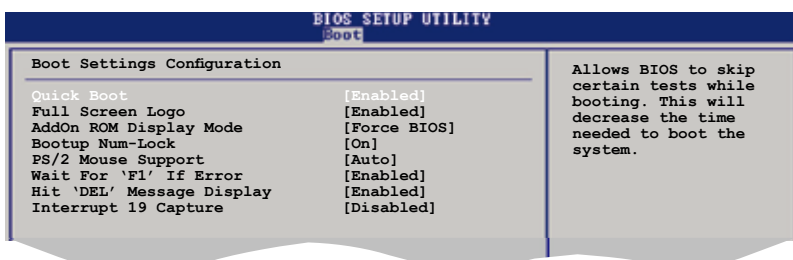 BIOS SETUP UTILITY
Boot
Boot Settings Configuration
Quick Boot [Enabled]
Full Screen Logo [Enabled]
AddOn ROM Display Mode [Force BIOS]
Bootup Num-Lock [On]
PS/2 Mouse Support [Auto]
Wait For ‘F1’ If Error [Enabled]
Hit ‘DEL’ Message Display [Enabled]
Interrupt 19 Capture [Disabled]
Allows BIOS to skip
certain tests while
booting. This will
decrease the time
needed to boot the
system.